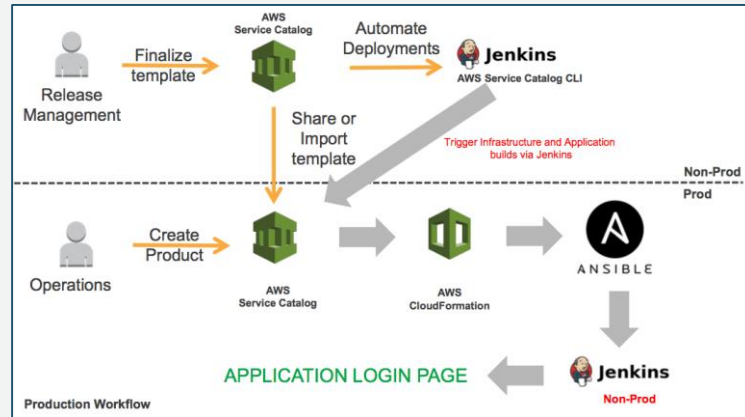 AWS
Service Catalog
Finalize
template
Automate
Deployments
Jenkins
AWS Service Catalog CLI
Release
Management
Share or
Import
template
Trigger Infrastructure and Application
builds via Jenkins
Non-Prod
Prod
Create
Product
Operations
AWS
Service Catalog
AWS
CloudFormation
A
ANSIBLE
APPLICATION LOGIN PAGE
Jenkins
Non-Prod
Production Workflow